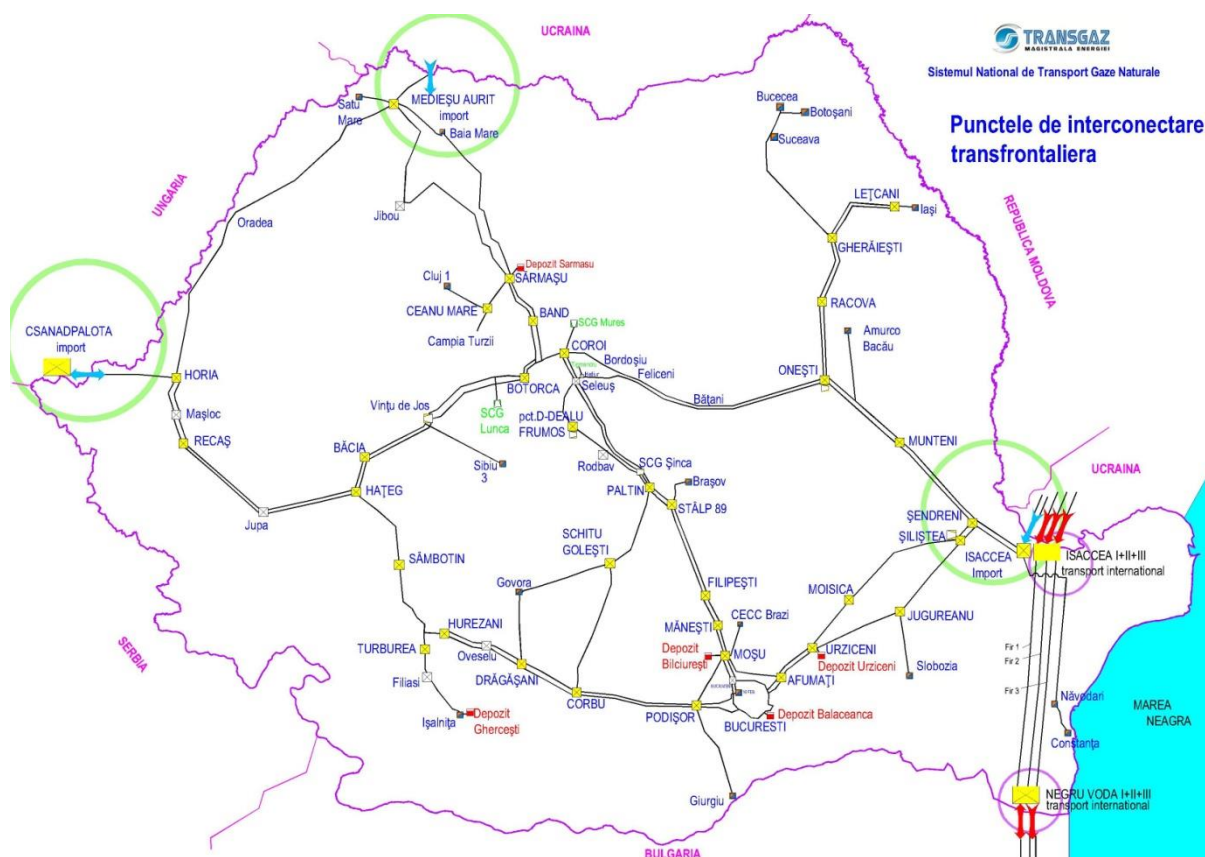 UCRAINA
TRANSGAZ
MAGISTRALA ENERGIEI
Sistemul National de Transport Gaze Naturale
Punctele de interconectare
transfrontaliera
MEDIEŞU AURIT
import
Satu
Mare
Baia Mare
Bucecea
Botoşani
Suceava
UNGARIA
REPUBLICA MOLDOVA
Jibou
Oradea
LEŢCANI
Iaşi
GHERĂIEŞTI
Depozit Sarmasu
SĂRMAŞU
Cluj 1
CEANU MARE
Campia Turzii
BAND
RACOVA
CSANADPALOTA
import
SCG Mures
COROI
Bordoşiu
Feliceni
Amurco
Bacău
HORIA
BOTORCA
Seleuş
Băţani
ONEŞTI
Maşloc
RECAŞ
Vinţu de Jos
SCG
Lunca
pct.D-DEALU
FRUMOS
BĂCIA
MUNTENI
Sibiu
3
Rodbav
SCG Şinca
UCRAINA
HAŢEG
PALTIN
Braşov
STÂLP 89
Jupa
ŞENDRENI
ŞILIŞTEA
SCHITU
GOLEŞTI
ISACCEA
Import
ISACCEA I+II+III
transport international
SÂMBOTIN
Govora
FILIPEŞTI
MOISICA
JUGUREANU
MĂNEŞTI
CECC Brazi
SERBIA
HUREZANI
TURBUREA
Oveselu
Depozit
Bilciureşti
MOŞU
URZICENI
Depozit Urziceni
Slobozia
Fir 1
Fir 2
Fir 3
Filiasi
DRĂGĂŞANI
CORBU
AFUMAŢI
Năvodari
MAREA
NEAGRA
Işalniţa
Depozit
Gherceşti
PODIŞOR
BUCURESTI
Depozit Balaceanca
Constanţa
Giurgiu
NEGRU VODA I+II+III
transport international
BULGARIA